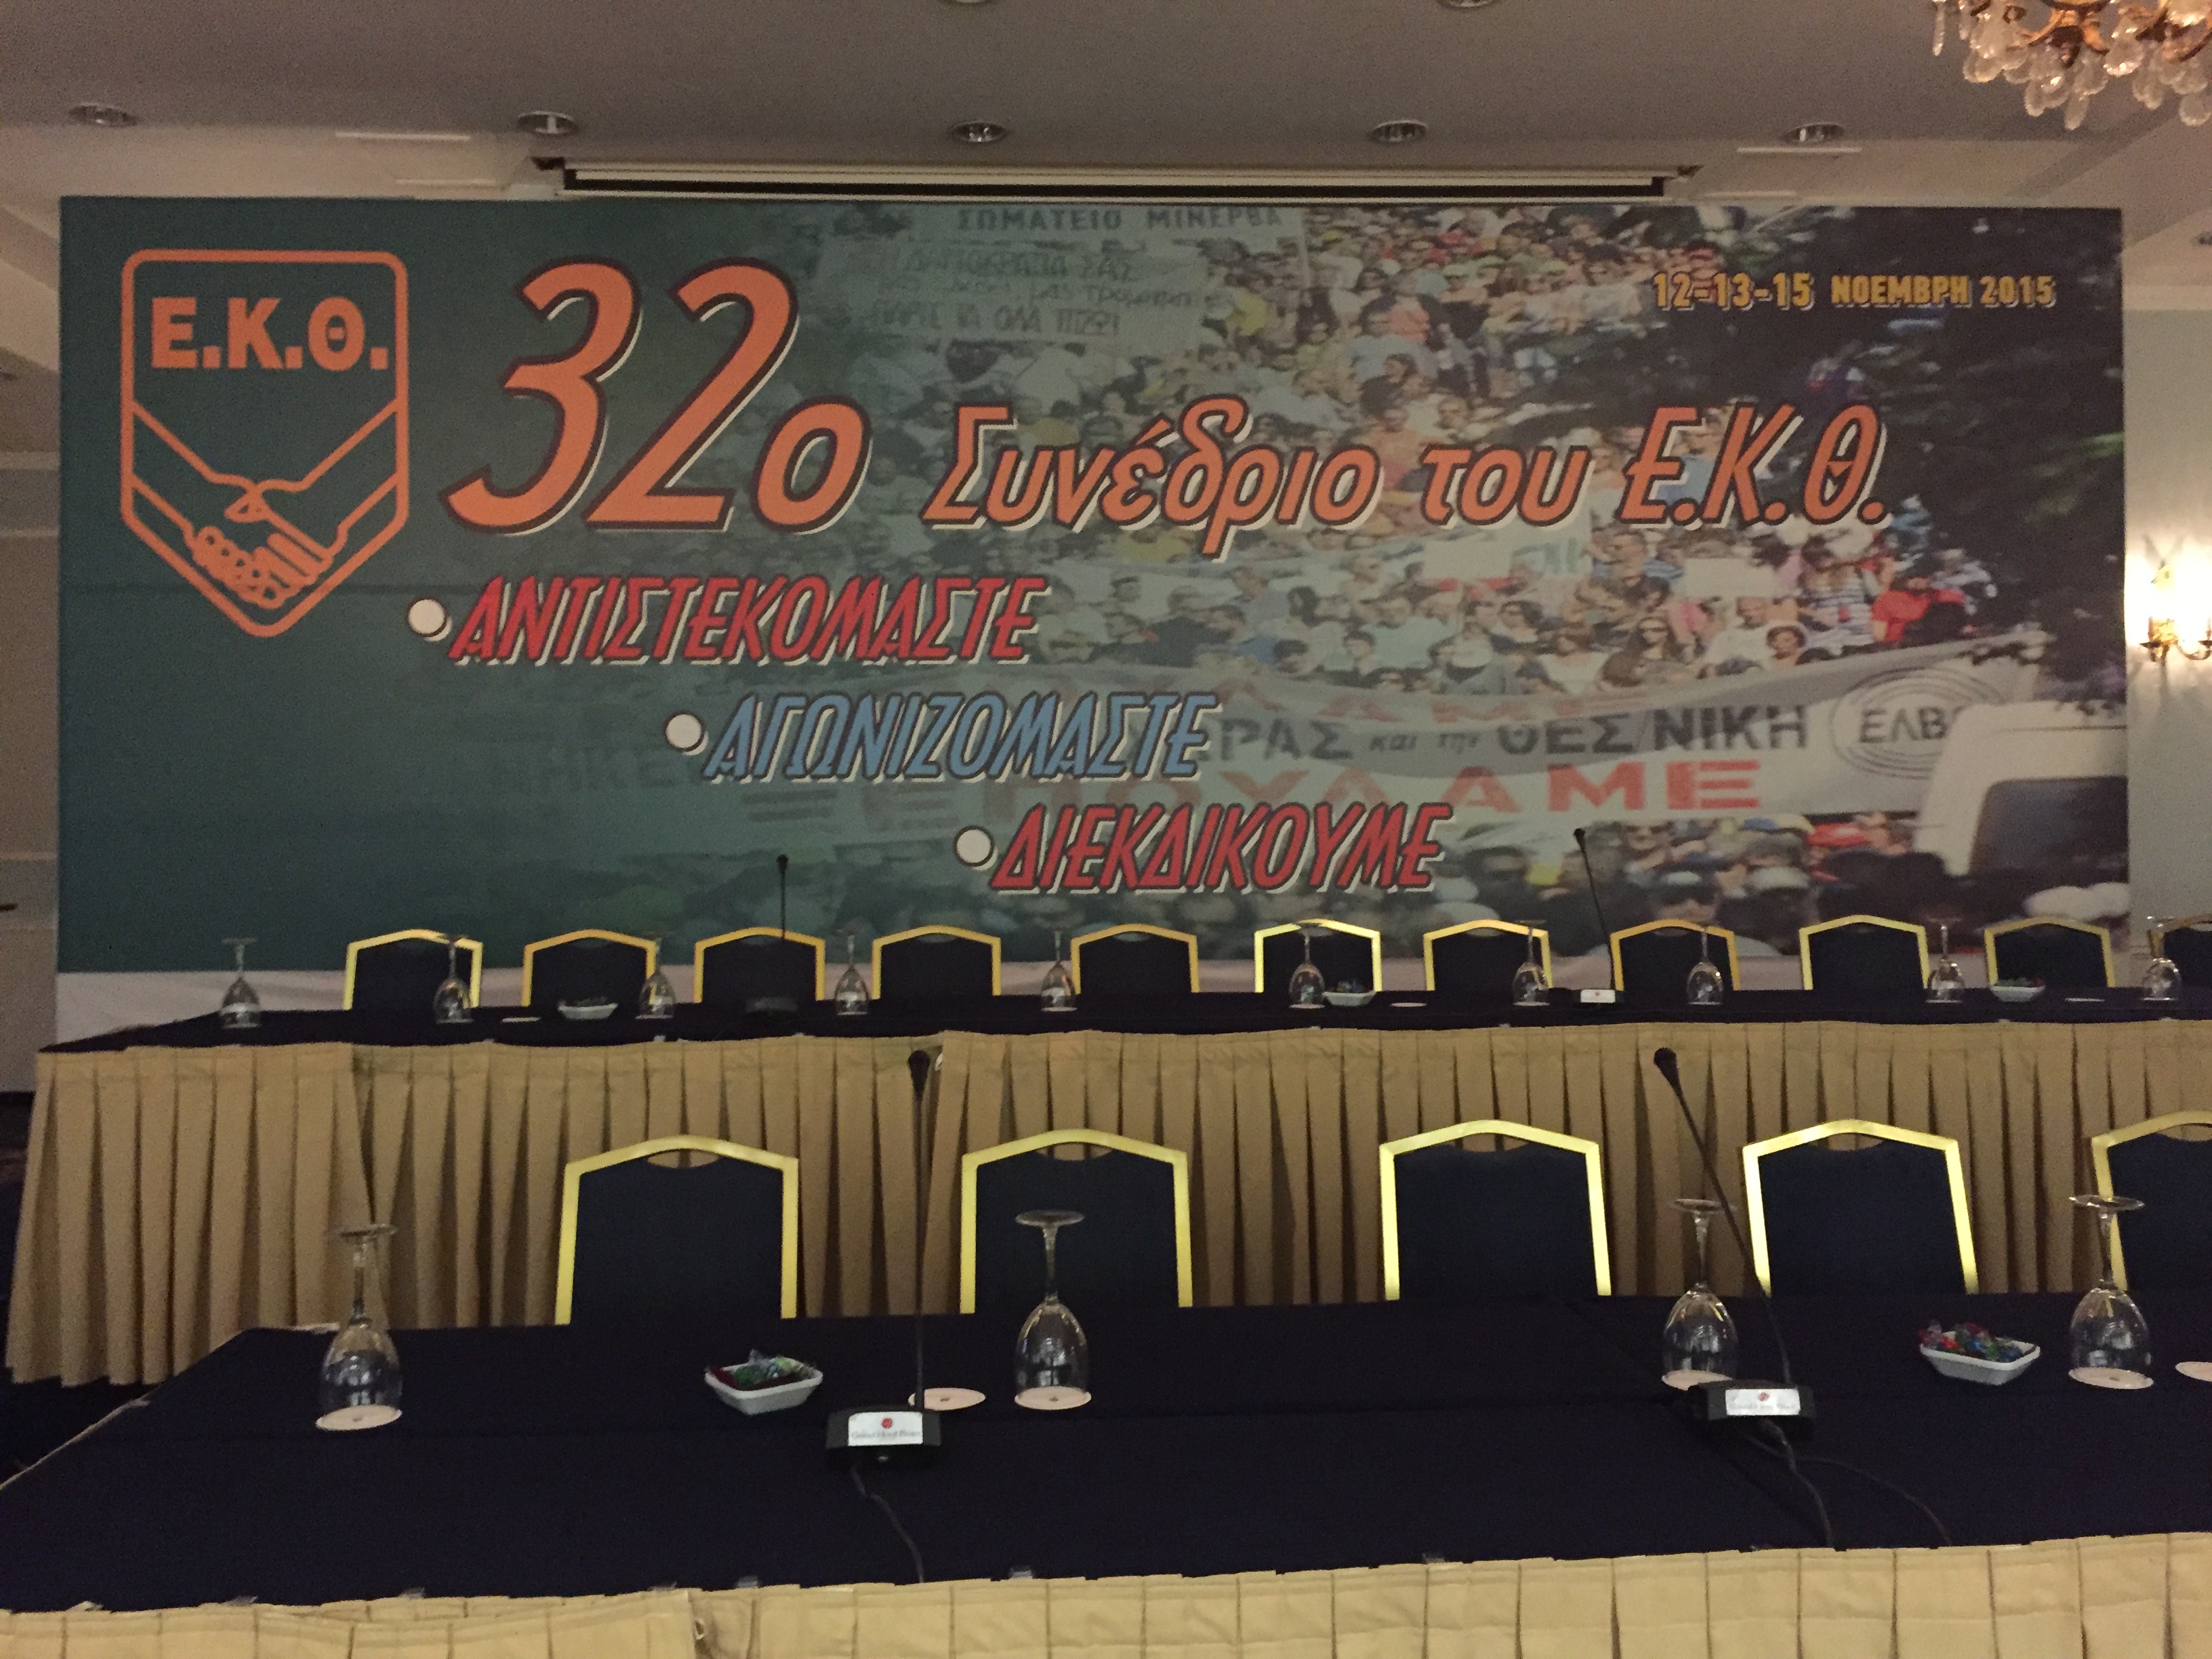 ΣΩΜΑΤΕΙΟ ΜΙΝΕΡΒΑ
12-13-15 ΝΟΕΜΒΡΗ 2015
Ε.Κ.Θ.
32ο Συνέδριο του Ε.Κ.Θ.
•ΑΝΤΙΣΤΕΚΟΜΑΣΤΕ
•ΑΓΩΝΙΖΟΜΑΣΤΕ
και την ΘΕΣ/ΝΙΚΗ
•ΔΙΕΚΔΙΚΟΥΜΕ